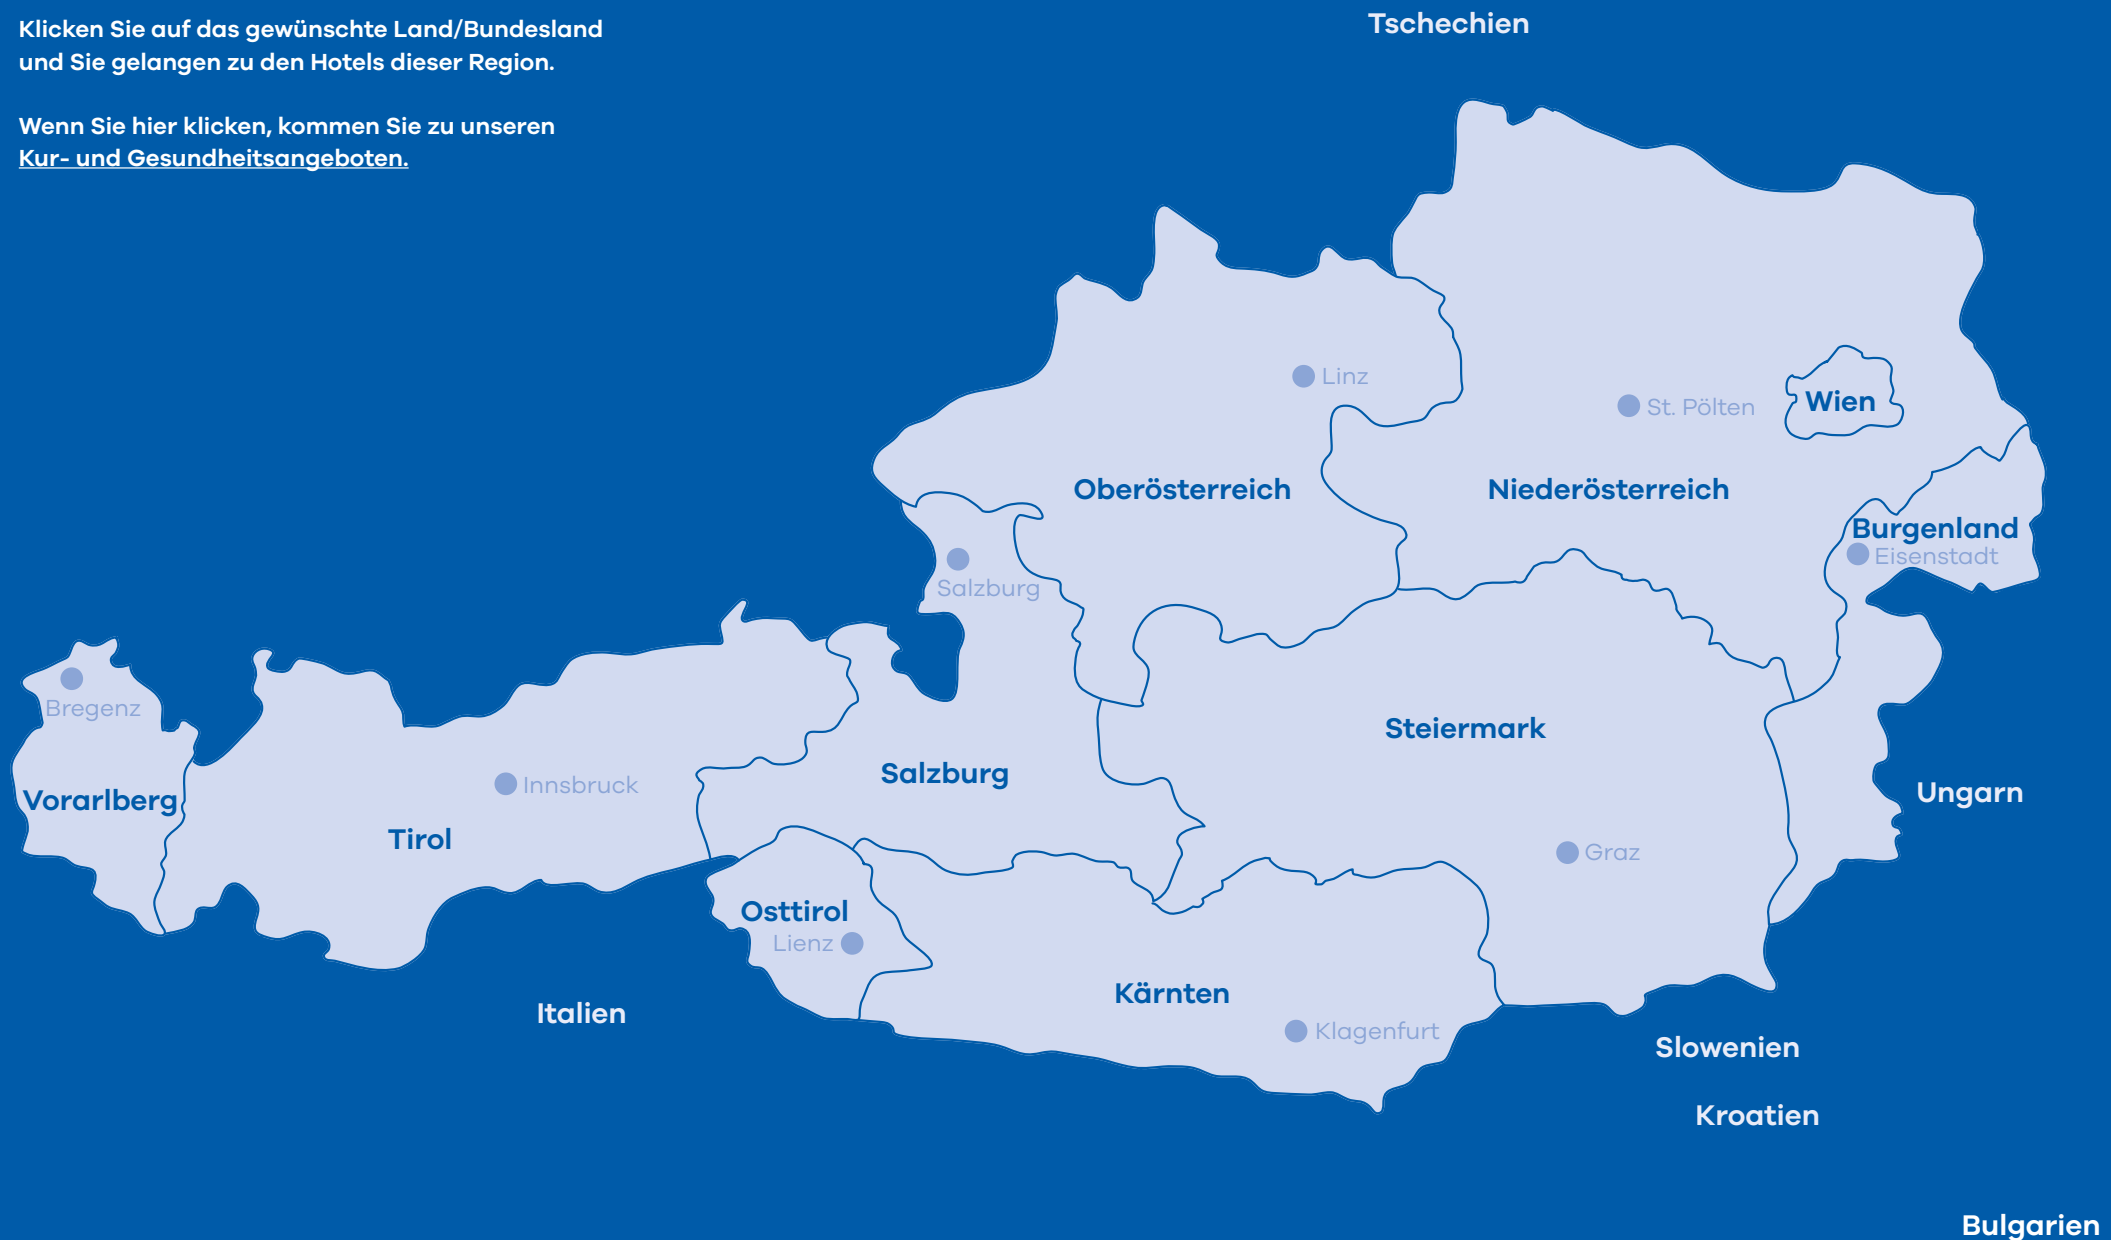 Klicken Sie auf das gewünschte Land/Bundesland
und Sie gelangen zu den Hotels dieser Region.
Wenn Sie hier klicken, kommen Sie zu unseren
Kur- und Gesundheitsangeboten.
Tschechien
Linz
St. Pölten
Wien
Oberösterreich
Niederösterreich
Burgenland
Eisenstadt
Salzburg
Bregenz
Steiermark
Salzburg
Innsbruck
Ungarn
Vorarlberg
Tirol
Graz
Osttirol
Lienz
Kärnten
Italien
Klagenfurt
Slowenien
Kroatien
Bulgarien